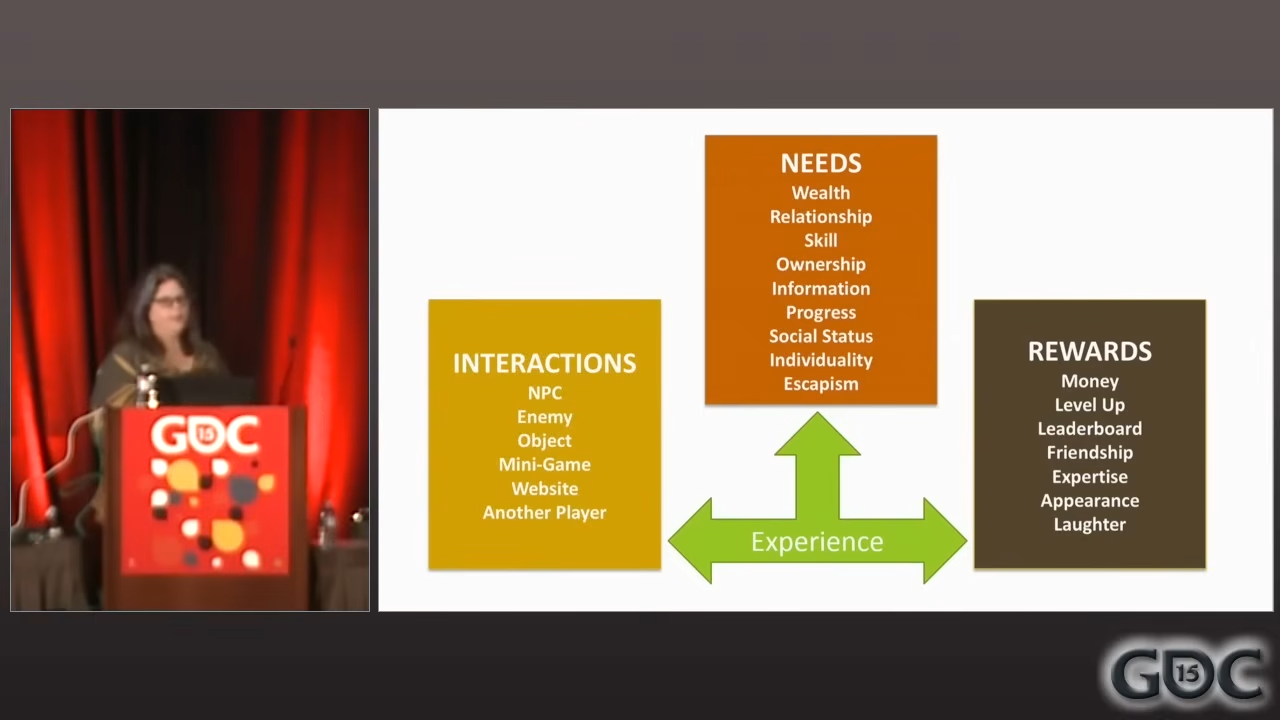 NEEDS
Wealth
Relationship
Skill
Ownership
Information
Progress
Social Status
Individuality
Escapism
INTERACTIONS
NPC
Enemy
Object
Mini-Game
Website
Another Player
REWARDS
Money
Level Up
Leaderboard
Friendship
Expertise
Appearance
Laughter
Experience
GDC
15
GDC
15